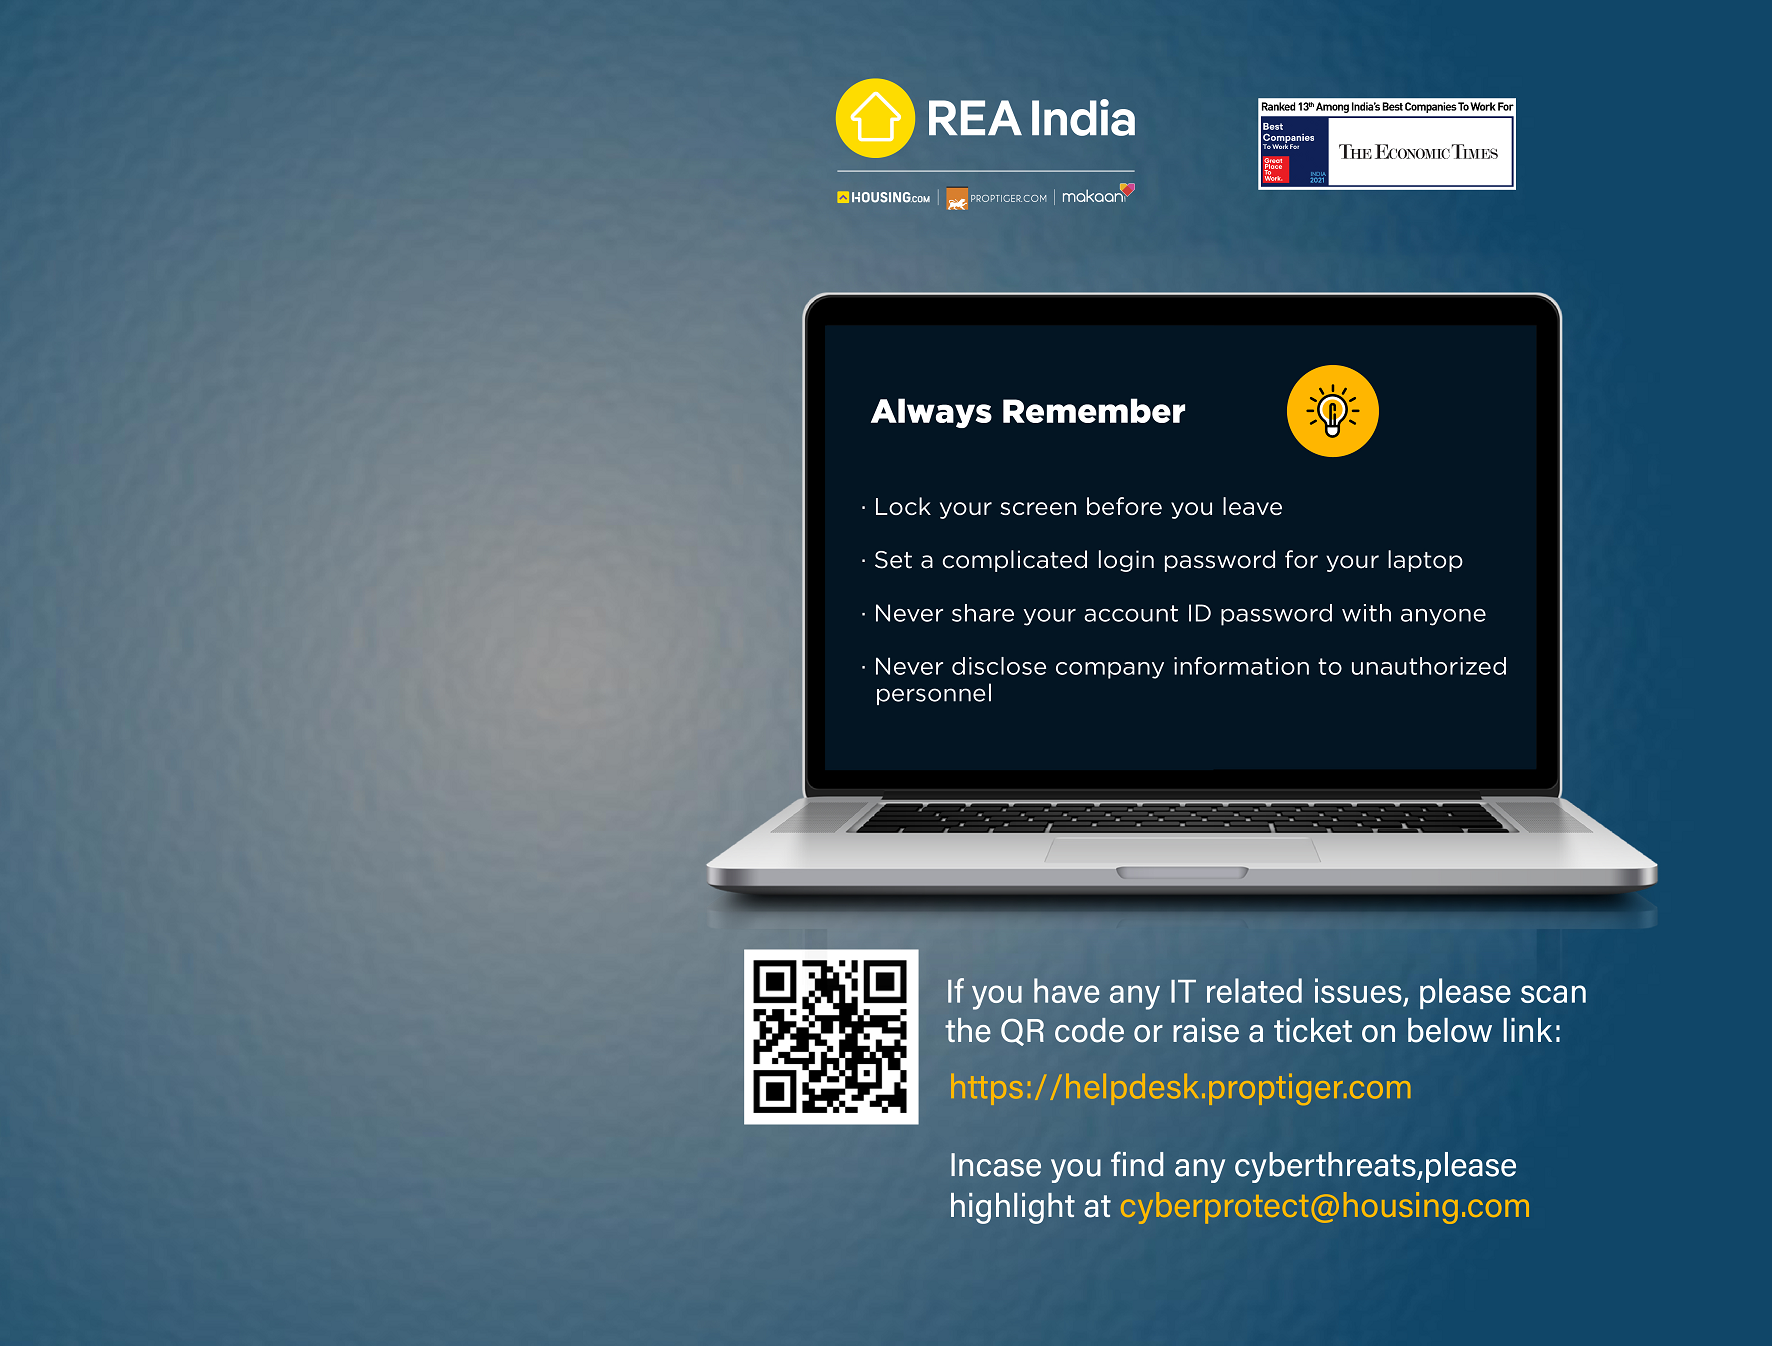 REA India
HOUSING.COM | PROPTIGER.COM | makaan
Ranked 13th Among India's Best Companies To Work For
Best
Companies
To Work For
Great
Place
To
Work.
INDIA
2021
THE ECONOMIC TIMES
Always Remember
· Lock your screen before you leave
· Set a complicated login password for your laptop
· Never share your account ID password with anyone
· Never disclose company information to unauthorized
personnel
If you have any IT related issues, please scan
the QR code or raise a ticket on below link:
https://helpdesk.proptiger.com
Incase you find any cyberthreats,please
highlight at cyberprotect@housing.com